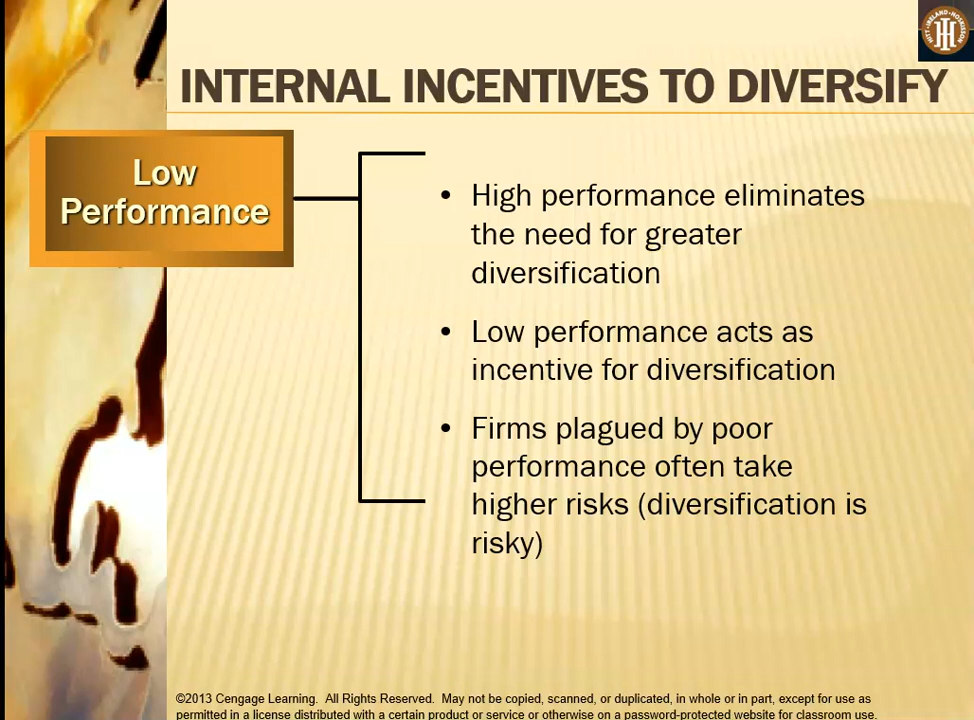 HITT·IRELAND·HOSKISSON
INTERNAL INCENTIVES TO DIVERSIFY
Low
Performance
• High performance eliminates
the need for greater
diversification
• Low performance acts as
incentive for diversification
• Firms plagued by poor
performance often take
higher risks (diversification is
risky)
©2013 Cengage Learning. All Rights Reserved. May not be copied, scanned, or duplicated, in whole or in part, except for use as
permitted in a license distributed with a certain product or service or otherwise on a password-protected website for classroom use.